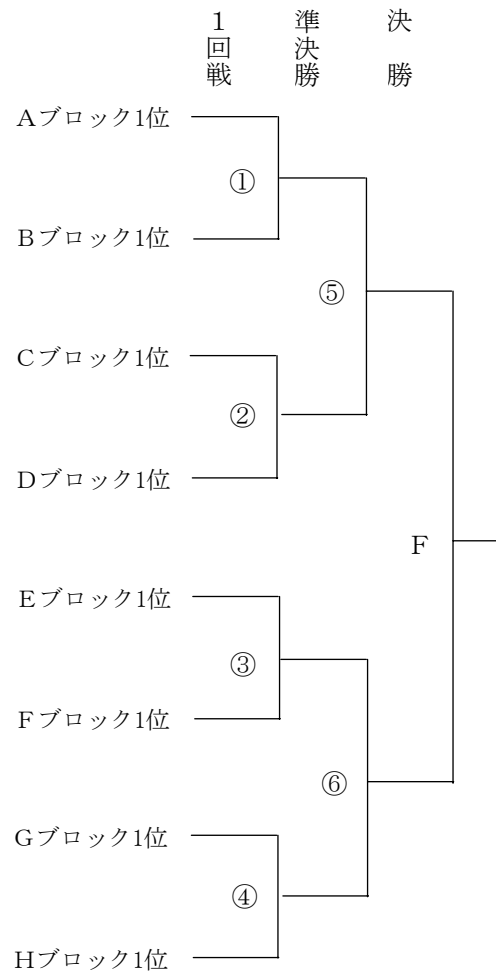 1回戦
準決勝
決勝
Aブロック1位
①
Bブロック1位
⑤
Cブロック1位
②
Dブロック1位
F
Eブロック1位
③
Fブロック1位
⑥
Gブロック1位
④
Hブロック1位